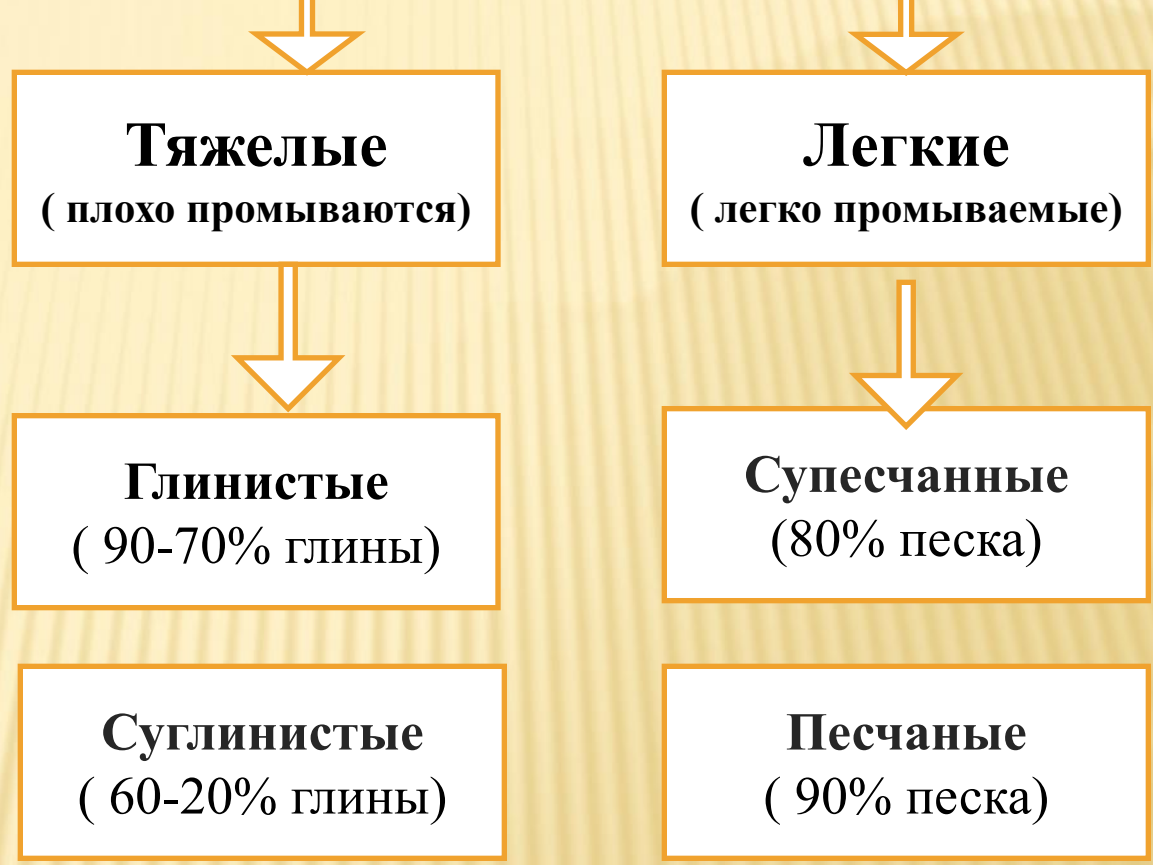 Тяжелые
( плохо промываются)
Легкие
( легко промываемые)
Глинистые
( 90-70% глины)
Супесчанные
(80% песка)
Суглинистые
( 60-20% глины)
Песчаные
( 90% песка)